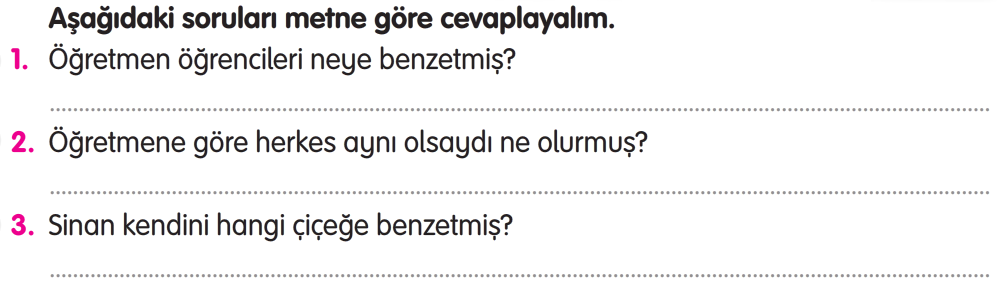 Aşağıdaki soruları metne göre cevaplayalım.
1. Öğretmen öğrencileri neye benzetmiş?
2. Öğretmene göre herkes aynı olsaydı ne olurmuş?
3. Sinan kendini hangi çiçeğe benzetmiş?